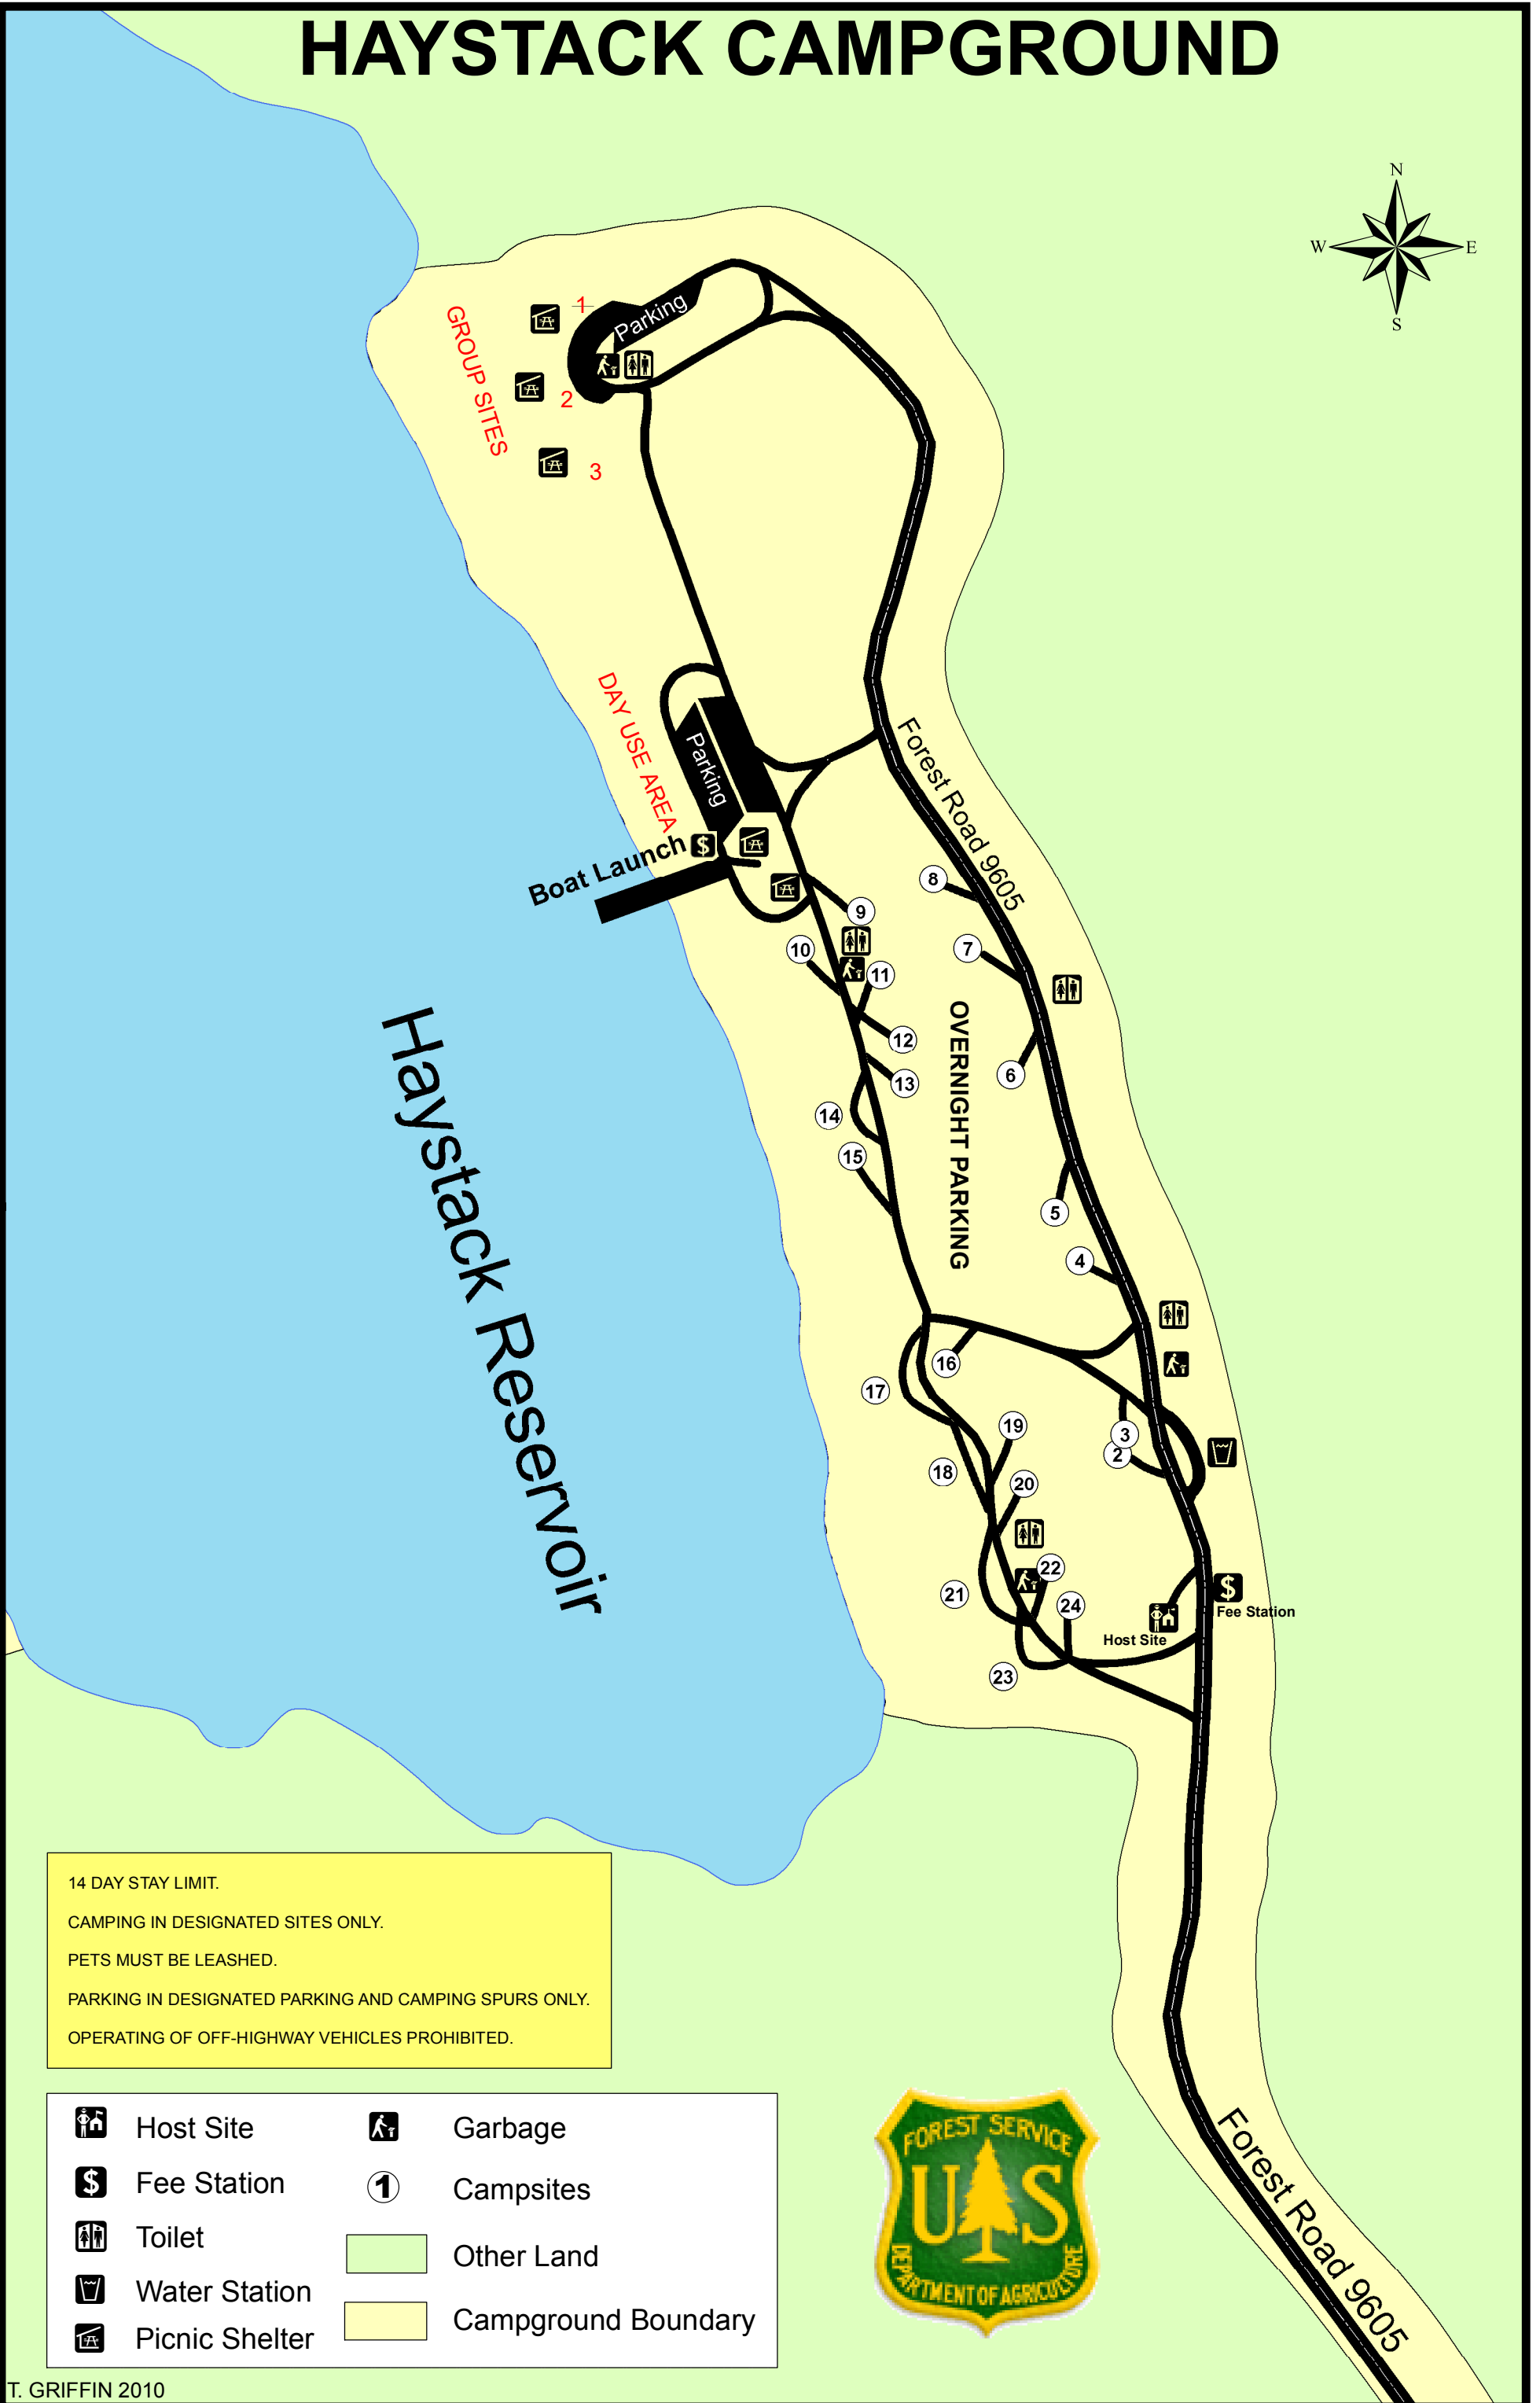 HAYSTACK CAMPGROUND
N
W
E
S
GROUP SITES
1
Parking
2
3
DAY USE AREA
Parking
Forest Road 9605
$
Boat Launch
8
9
7
10
11
OVERNIGHT PARKING
12
6
13
14
15
5
4
Haystack Reservoir
16
17
19
3
2
18
20
22
21
24
$
Fee Station
Host Site
23
14 DAY STAY LIMIT.
CAMPING IN DESIGNATED SITES ONLY.
PETS MUST BE LEASHED.
PARKING IN DESIGNATED PARKING AND CAMPING SPURS ONLY.
OPERATING OF OFF-HIGHWAY VEHICLES PROHIBITED.
Host Site
$ Fee Station
Toilet
Water Station
Picnic Shelter
Garbage
1 Campsites
Other Land
Campground Boundary
FOREST SERVICE
U S
DEPARTMENT OF AGRICULTURE
Forest Road 9605
T. GRIFFIN 2010